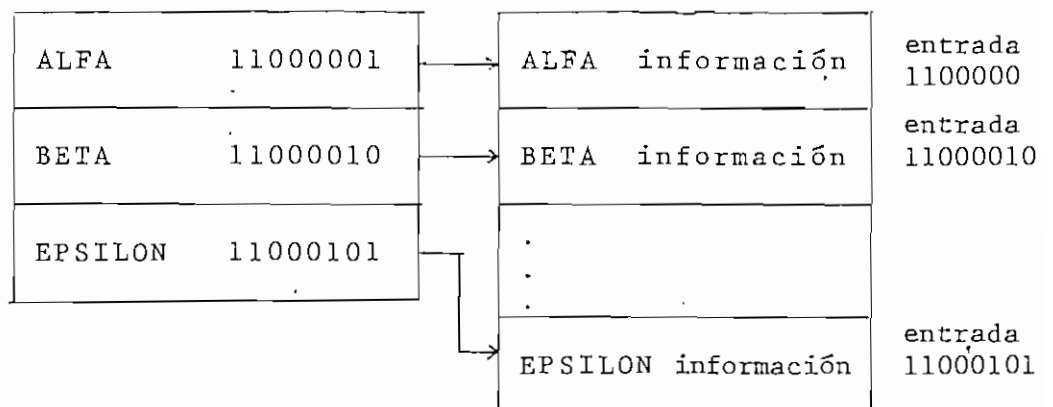 ALFA 11000001
ALFA información
entrada
1100000
BETA 11000010
BETA información
entrada
11000010
EPSILON 11000101
.
.
.
EPSILON información
entrada
11000101